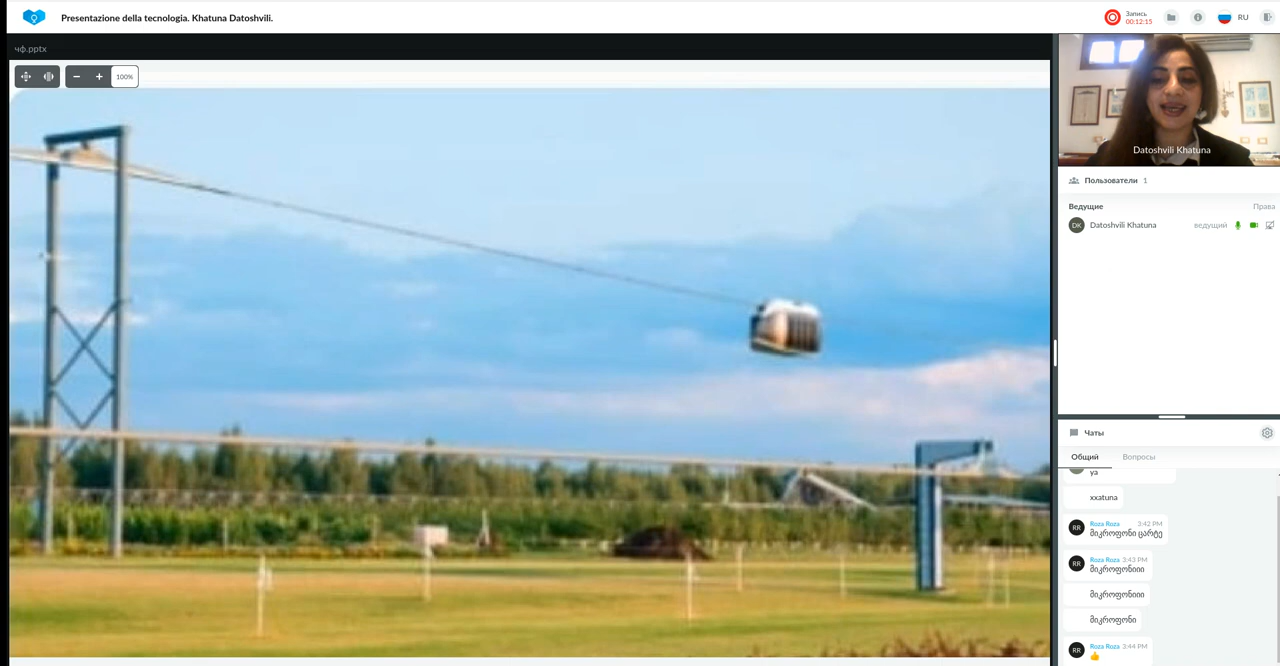 Presentazione della tecnologia. Khatuna Datoshvili.
Запись
00:12:15
RU
чф.pptx
100%
Datoshvili Khatuna
Пользователи 1
Ведущие Права
DK Datoshvili Khatuna ведущий
Чаты
Общий Вопросы
ya
xxatuna
RR Roza Roza 3:42 PM
მიკროფონი ცარტე
RR Roza Roza 3:43 PM
მიკროფონიიი
მიკროფონიიი
მიკროფონი
RR Roza Roza 3:44 PM
👍